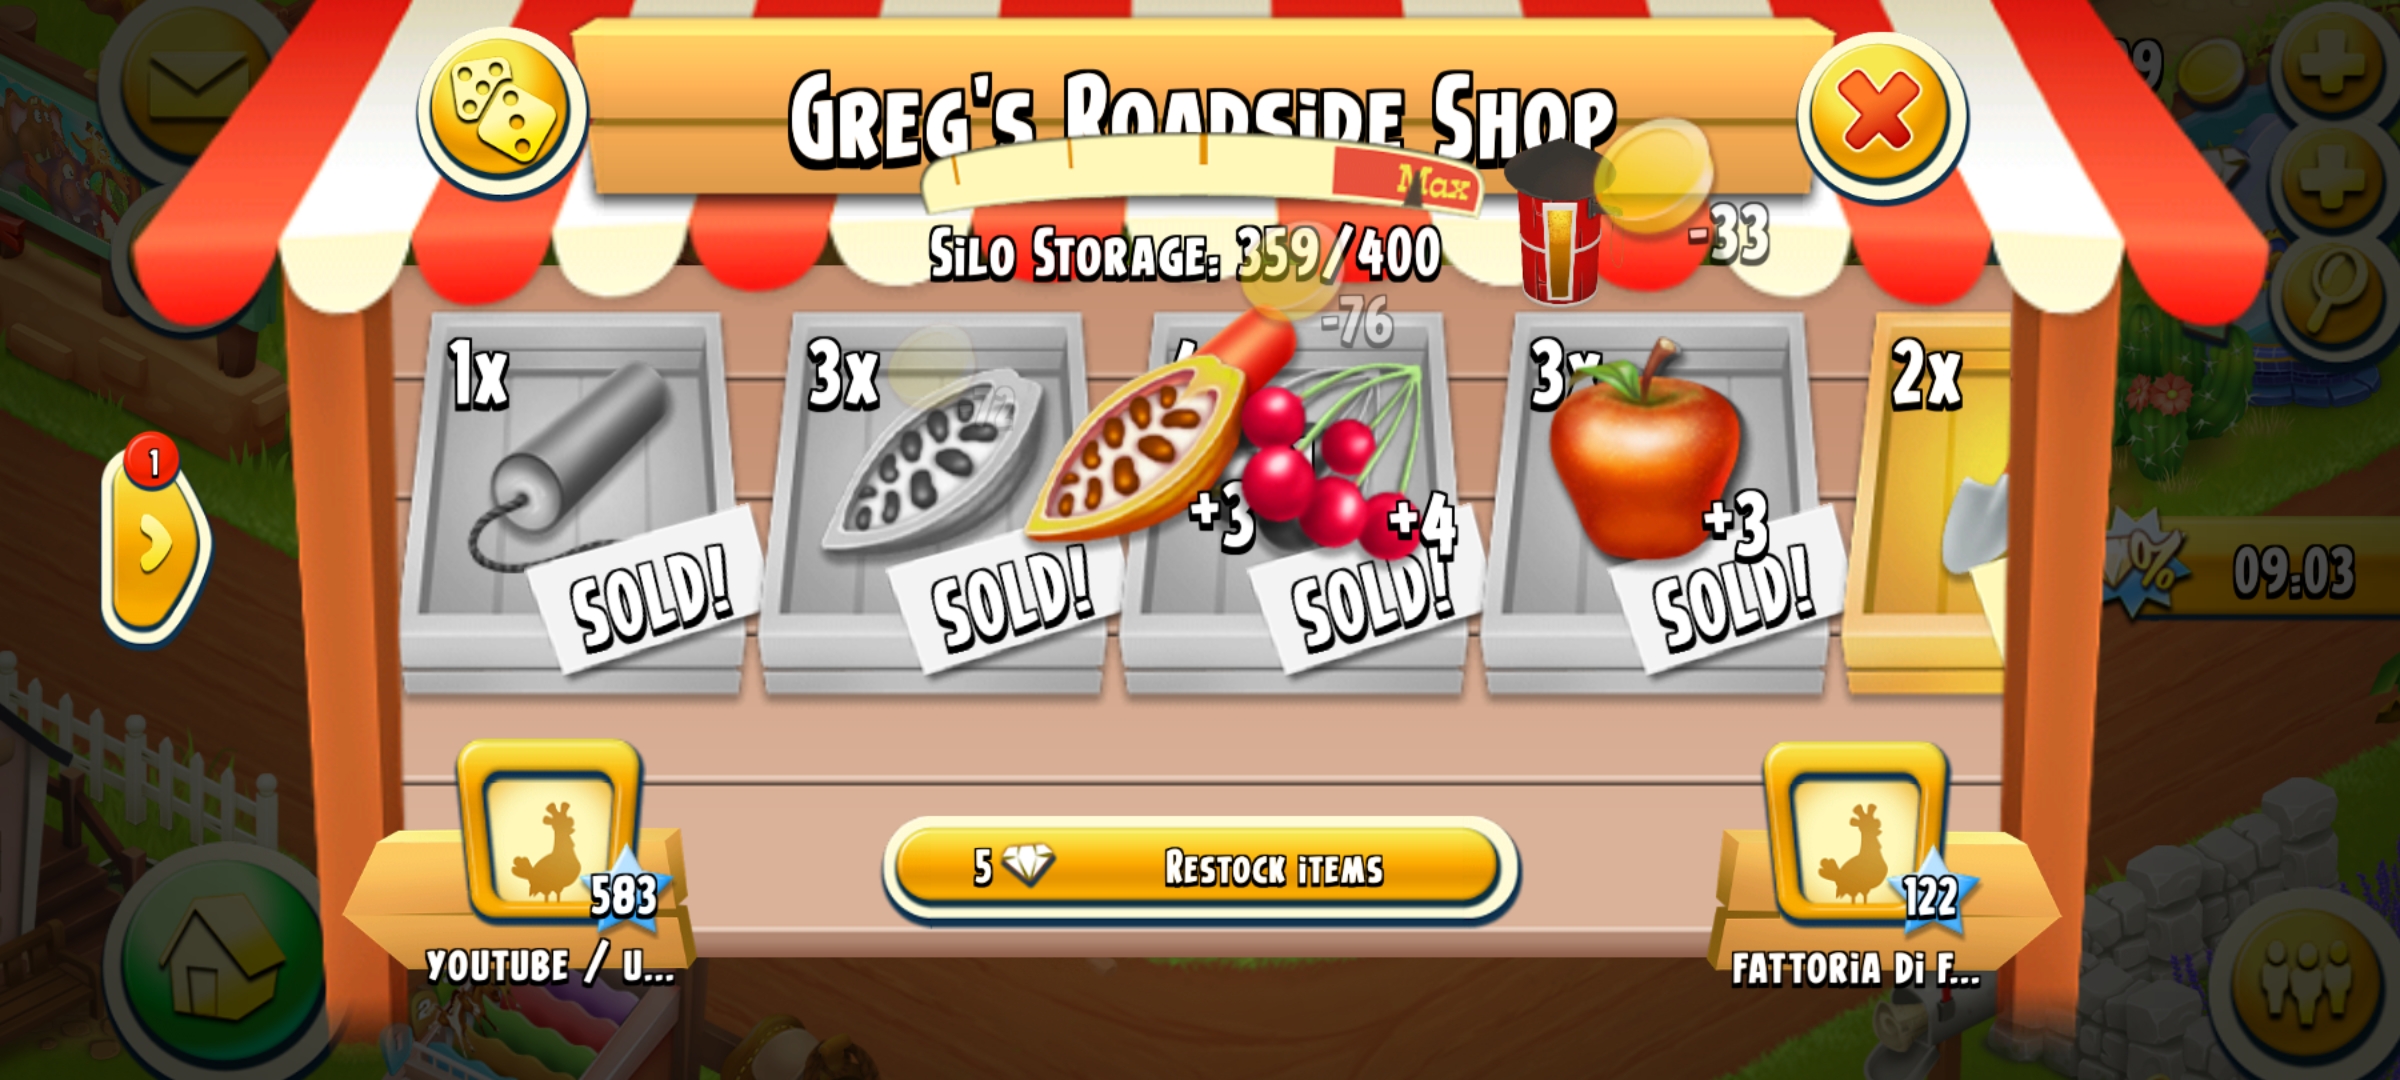 GREG'S ROADSIDE SHOP
Max
SILO STORAGE: 359/400
-33
-76
1x
3x
3x
2x
+3
+4
+3
SOLD!
SOLD!
SOLD!
SOLD!
1
09:03
5
RESTOCK ITEMS
583
122
YOUTUBE / U...
FATTORIA DI F...